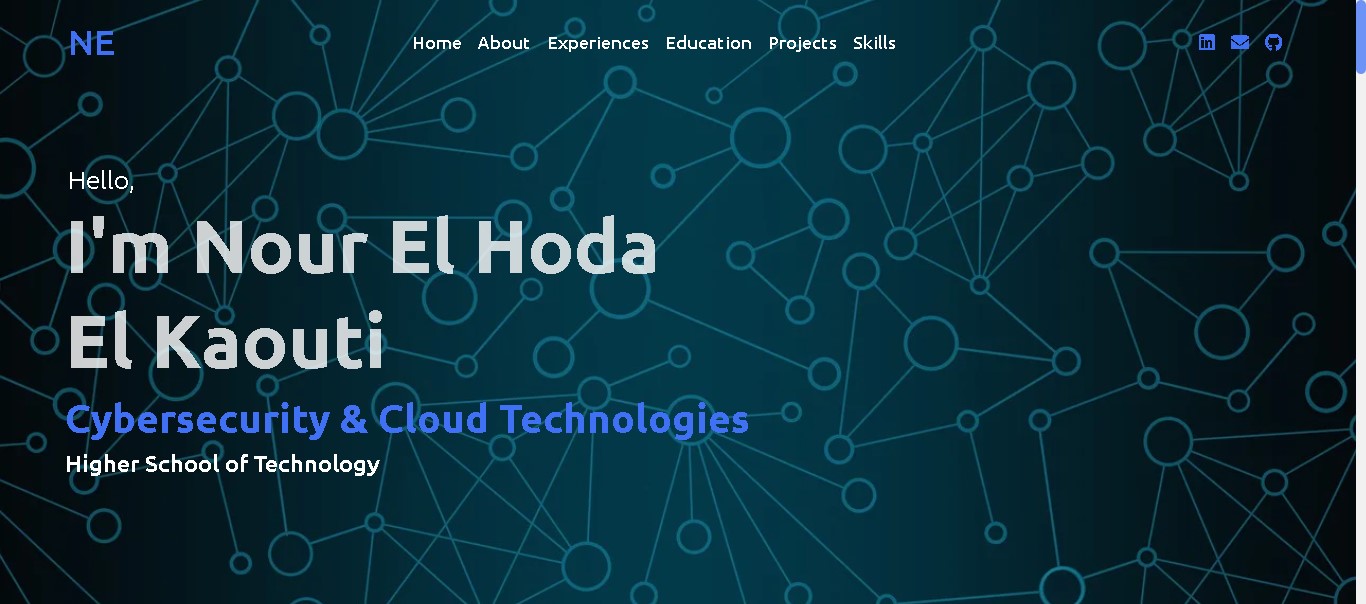 NE
Home About Experiences Education Projects Skills
Hello,
I'm Nour El Hoda
El Kaouti
Cybersecurity & Cloud Technologies
Higher School of Technology